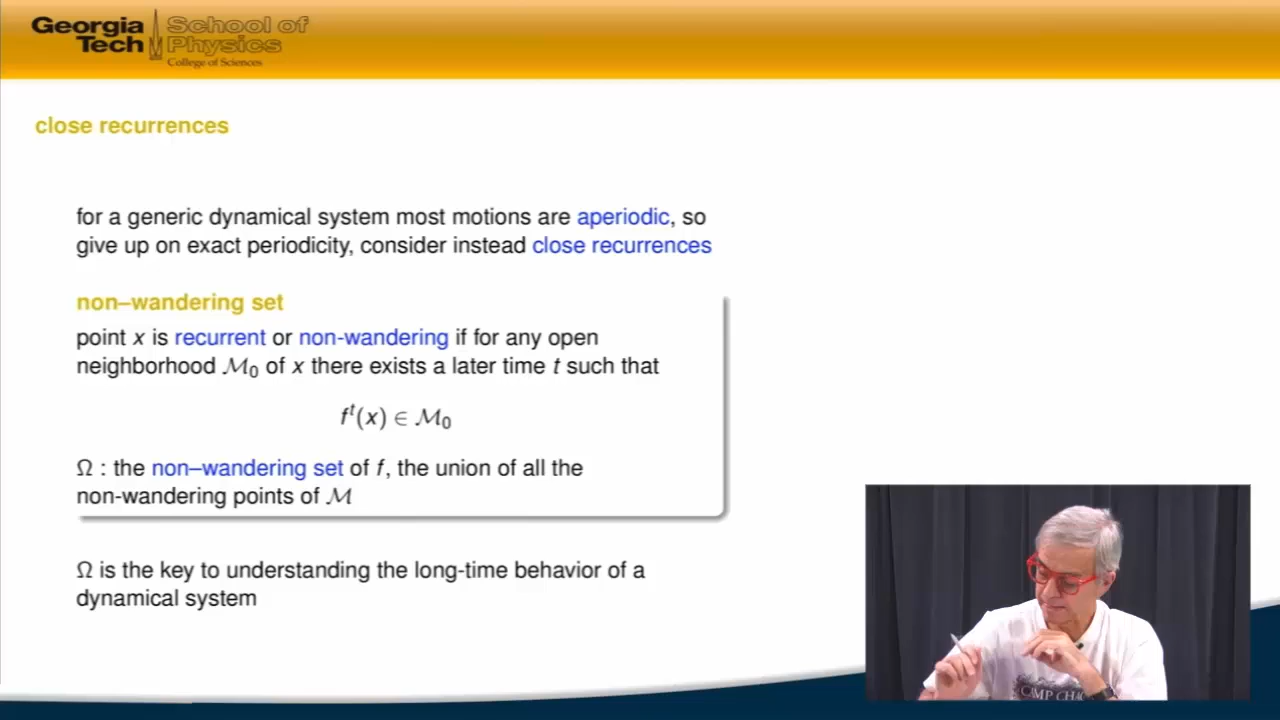 Georgia Tech
School of Physics
College of Sciences
close recurrences
for a generic dynamical system most motions are aperiodic, so
give up on exact periodicity, consider instead close recurrences
non–wandering set
point x is recurrent or non-wandering if for any open
neighborhood ℳ₀ of x there exists a later time t such that
fᵗ(x) ∈ ℳ₀
Ω : the non–wandering set of f, the union of all the
non-wandering points of ℳ
Ω is the key to understanding the long-time behavior of a
dynamical system
CAMP